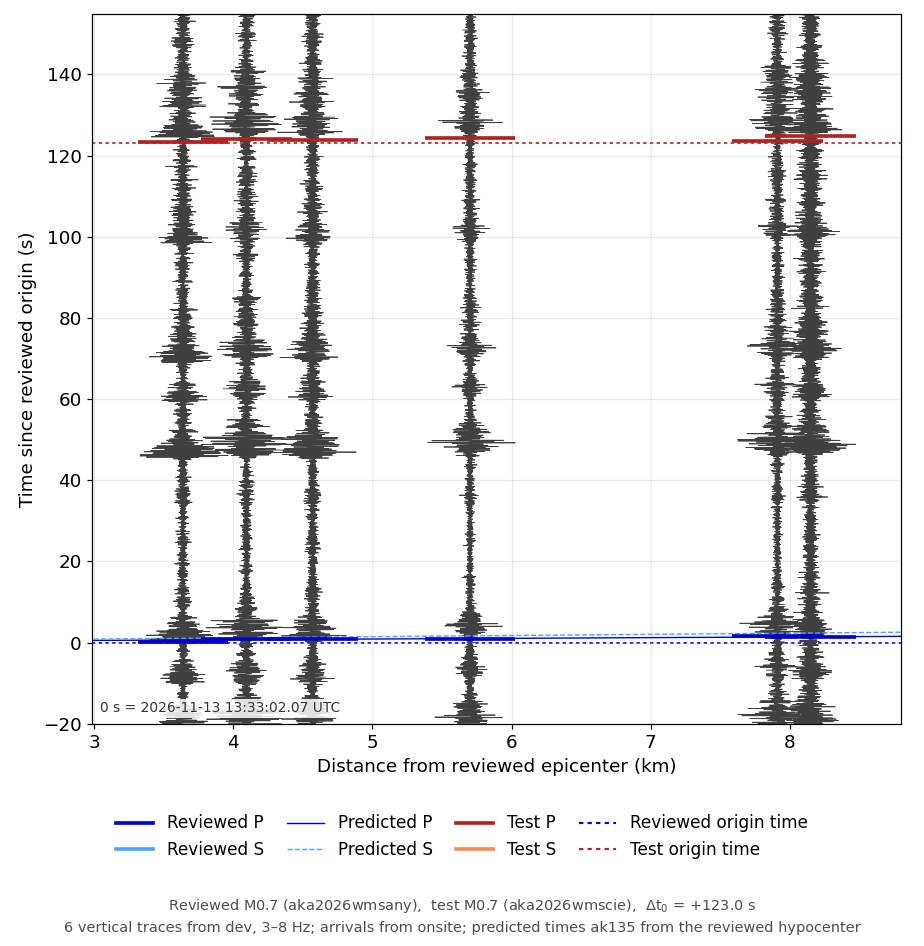 140
120
100
80
60
40
20
0
−20
Time since reviewed origin (s)
0 s = 2026-11-13 13:33:02.07 UTC
3 4 5 6 7 8
Distance from reviewed epicenter (km)
Reviewed P Predicted P Test P Reviewed origin time
Reviewed S Predicted S Test S Test origin time
Reviewed M0.7 (aka2026wmsany), test M0.7 (aka2026wmscie), Δt₀ = +123.0 s
6 vertical traces from dev, 3–8 Hz; arrivals from onsite; predicted times ak135 from the reviewed hypocenter